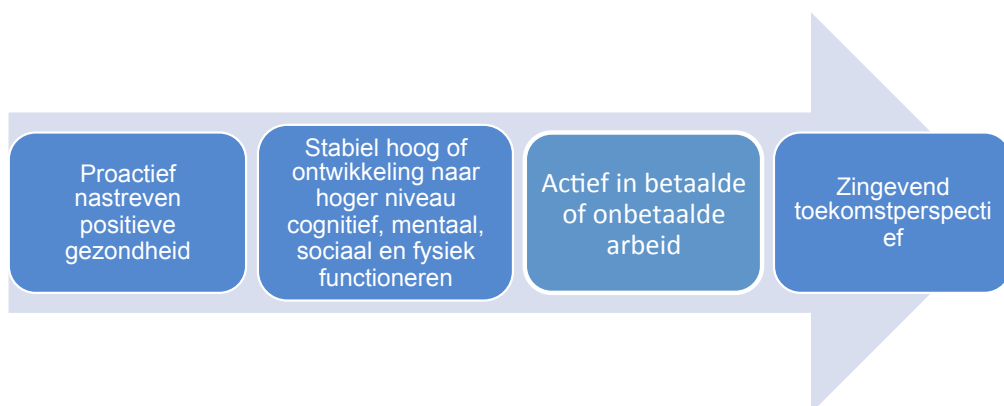 Proactief
nastreven
positieve
gezondheid
Stabiel hoog of
ontwikkeling naar
hoger niveau
cognitief, mentaal,
sociaal en fysiek
functioneren
Actief in betaalde
of onbetaalde
arbeid
Zingevend
toekomstperspecti
ef